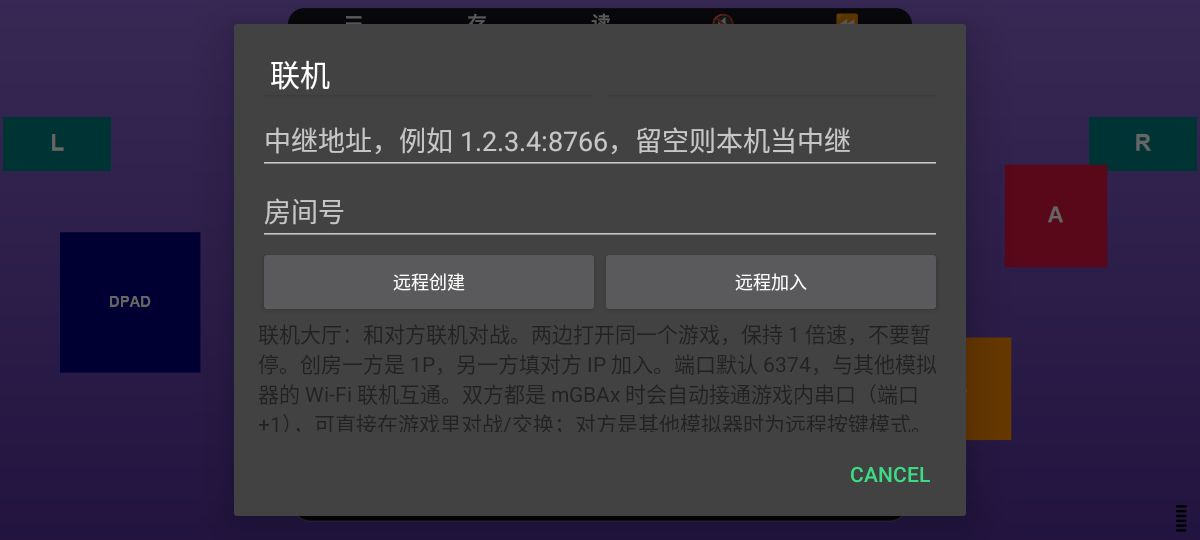 存 读
联机
中继地址，例如 1.2.3.4:8766，留空则本机当中继
L
R
房间号
A
远程创建 远程加入
DPAD
联机大厅：和对方联机对战。两边打开同一个游戏，保持 1 倍速，不要暂
停。创房一方是 1P，另一方填对方 IP 加入。端口默认 6374，与其他模拟
器的 Wi-Fi 联机互通。双方都是 mGBAx 时会自动接通游戏内串口（端口
+1），可直接在游戏里对战/交换；对方是其他模拟器时为远程按键模式。
CANCEL